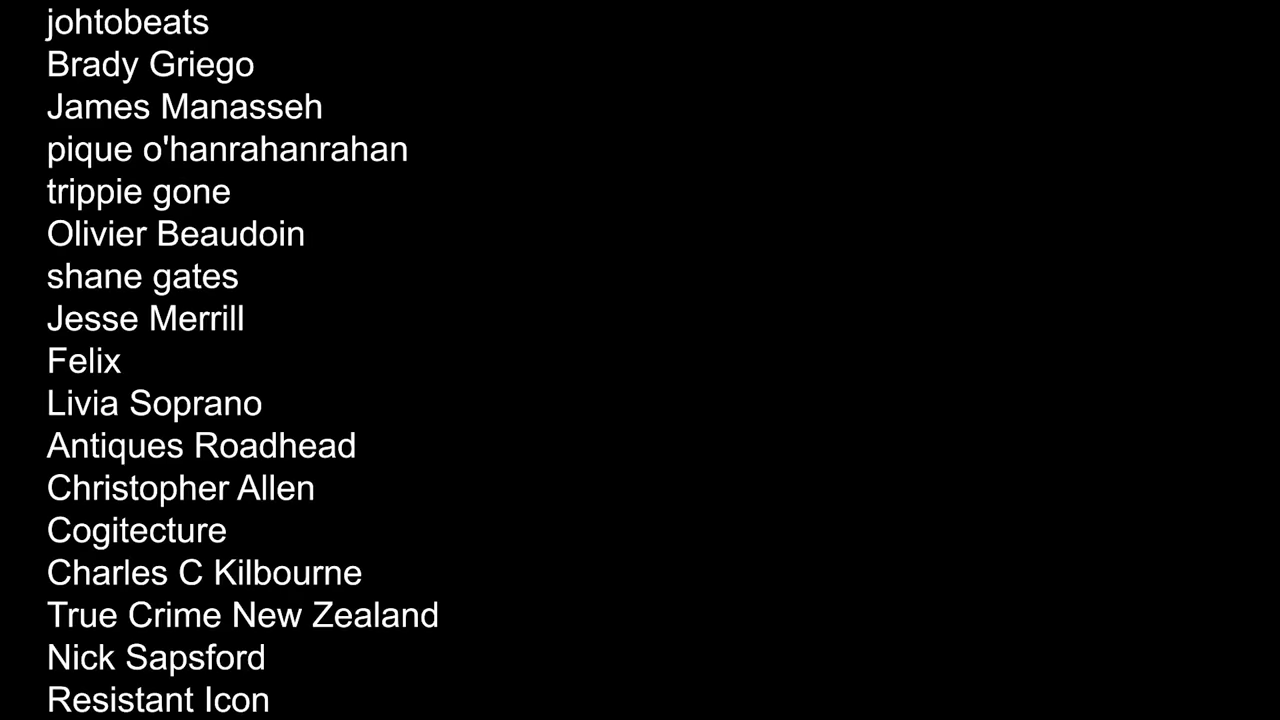 johtobeats
Brady Griego
James Manasseh
pique o'hanrahanrahan
trippie gone
Olivier Beaudoin
shane gates
Jesse Merrill
Felix
Livia Soprano
Antiques Roadhead
Christopher Allen
Cogitecture
Charles C Kilbourne
True Crime New Zealand
Nick Sapsford
Resistant Icon